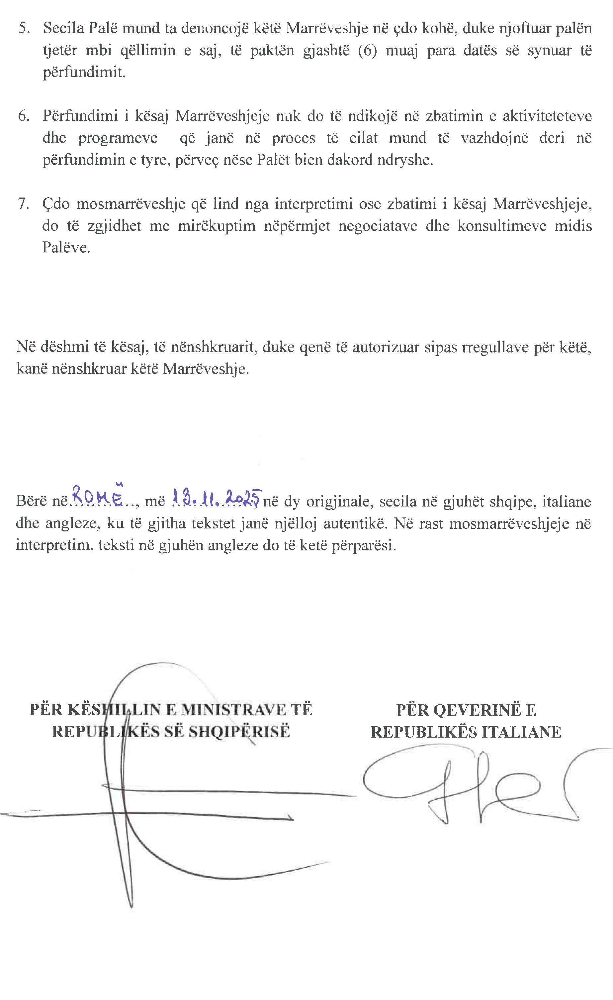 5. Secila Palë mund ta denoncojë këtë Marrëveshje në çdo kohë, duke njoftuar palën
tjetër mbi qëllimin e saj, të paktën gjashtë (6) muaj para datës së synuar të
përfundimit.
6. Përfundimi i kësaj Marrëveshjeje nuk do të ndikojë në zbatimin e aktiviteteteve
dhe programeve që janë në proces të cilat mund të vazhdojnë deri në
përfundimin e tyre, përveç nëse Palët bien dakord ndryshe.
7. Çdo mosmarrëveshje që lind nga interpretimi ose zbatimi i kësaj Marrëveshjeje,
do të zgjidhet me mirëkuptim nëpërmjet negociatave dhe konsultimeve midis
Palëve.
Në dëshmi të kësaj, të nënshkruarit, duke qenë të autorizuar sipas rregullave për këtë,
kanë nënshkruar këtë Marrëveshje.
Bërë në ROMË .., më 13.11.2025 në dy origjinale, secila në gjuhët shqipe, italiane
dhe angleze, ku të gjitha tekstet janë njëlloj autentikë. Në rast mosmarrëveshjeje në
interpretim, teksti në gjuhën angleze do të ketë përparësi.
PËR KËSHILLIN E MINISTRAVE TË
REPUBLIKËS SË SHQIPËRISË
PËR QEVERINË E
REPUBLIKËS ITALIANE